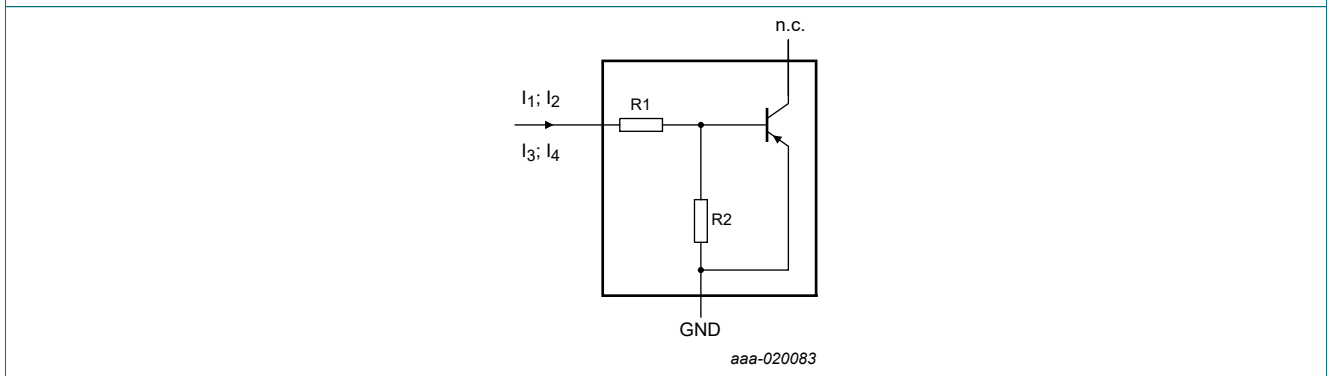 n.c.
I1; I2
R1
I3; I4
R2
GND
aaa-020083